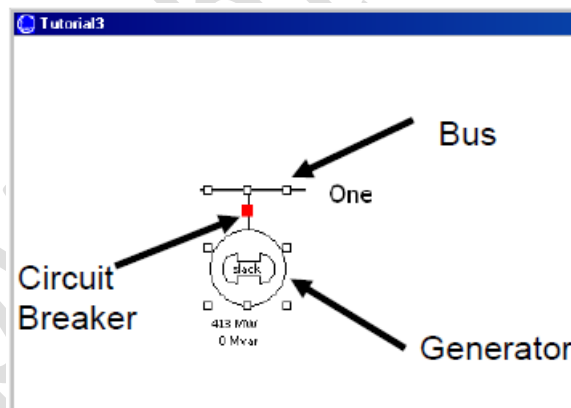 Tutorial3
Bus
One
Circuit
Breaker
slack
413 MW
0 Mvar
Generator